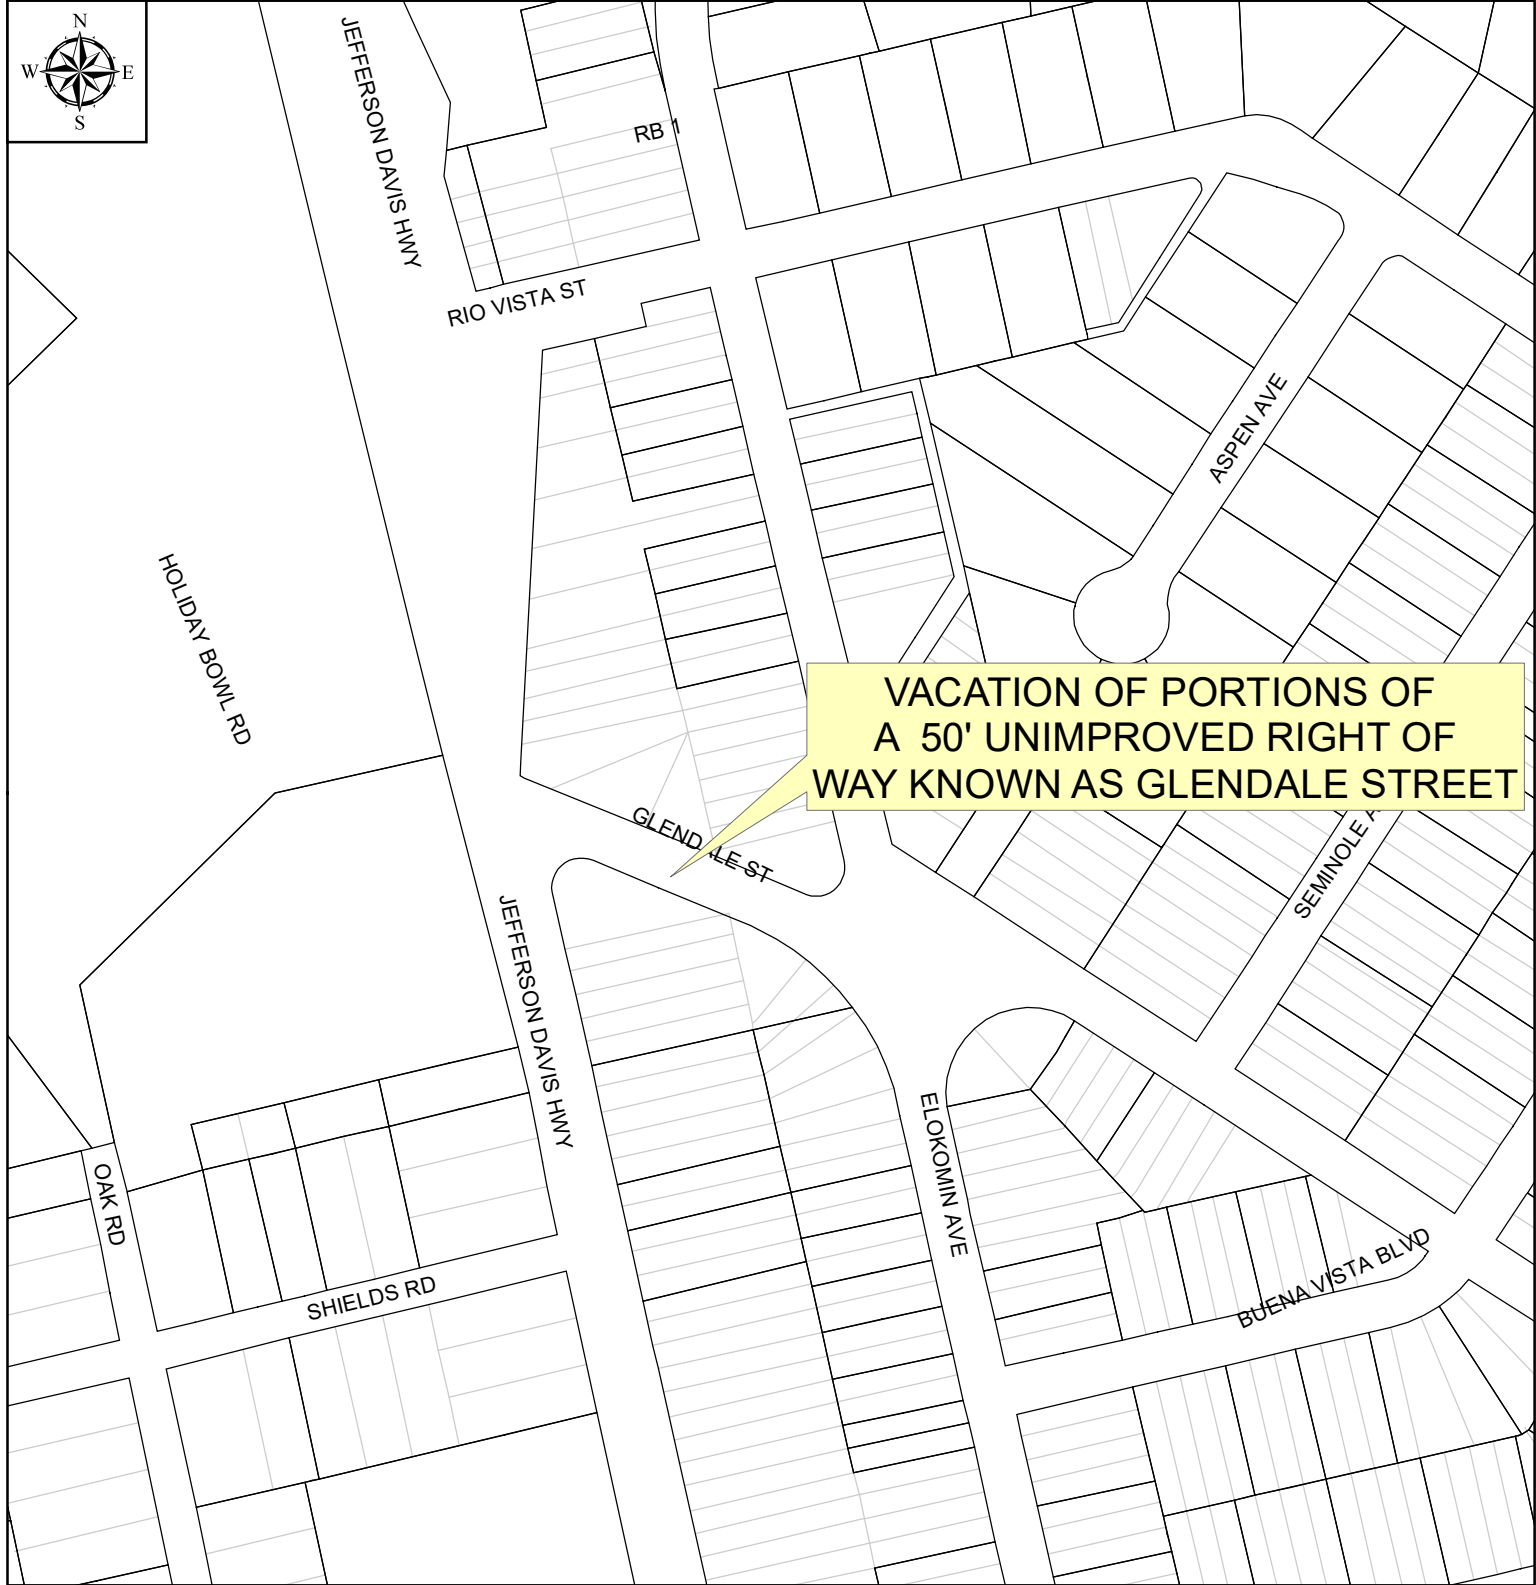 N
W E
S
JEFFERSON DAVIS HWY
RB 1
RIO VISTA ST
ASPEN AVE
HOLIDAY BOWL RD
VACATION OF PORTIONS OF
A 50' UNIMPROVED RIGHT OF
WAY KNOWN AS GLENDALE STREET
GLENDALE ST
SEMINOLE A
JEFFERSON DAVIS HWY
ELOKOMIN AVE
OAK RD
BUENA VISTA BLVD
SHIELDS RD